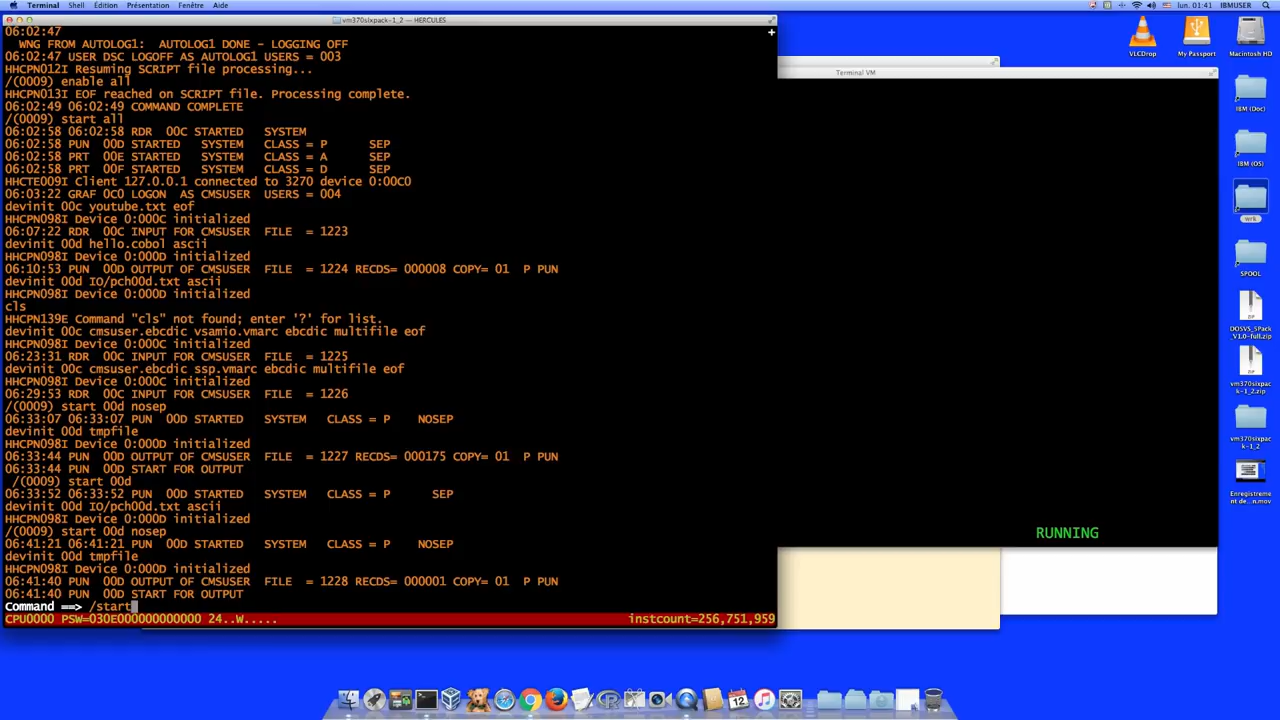 Terminal Shell Édition Présentation Fenêtre Aide
lun. 01:41 IBMUSER
vm370sixpack-1_2 — HERCULES
06:02:47
WNG FROM AUTOLOG1: AUTOLOG1 DONE - LOGGING OFF
06:02:47 USER DSC LOGOFF AS AUTOLOG1 USERS = 003
HHCPN012I Resuming SCRIPT file processing...
/(0009) enable all
HHCPN013I EOF reached on SCRIPT file. Processing complete.
06:02:49 06:02:49 COMMAND COMPLETE
/(0009) start all
06:02:58 06:02:58 RDR 00C STARTED SYSTEM
06:02:58 PUN 00D STARTED SYSTEM CLASS = P SEP
06:02:58 PRT 00E STARTED SYSTEM CLASS = A SEP
06:02:58 PRT 00F STARTED SYSTEM CLASS = D SEP
HHCTE009I Client 127.0.0.1 connected to 3270 device 0:00C0
06:03:22 GRAF 0C0 LOGON AS CMSUSER USERS = 004
devinit 00c youtube.txt eof
HHCPN098I Device 0:000C initialized
06:07:22 RDR 00C INPUT FOR CMSUSER FILE = 1223
devinit 00d hello.cobol ascii
HHCPN098I Device 0:000D initialized
06:10:53 PUN 00D OUTPUT OF CMSUSER FILE = 1224 RECDS= 000008 COPY= 01 P PUN
devinit 00d IO/pch00d.txt ascii
HHCPN098I Device 0:000D initialized
cls
HHCPN139E Command "cls" not found; enter '?' for list.
devinit 00c cmsuser.ebcdic vsamio.vmarc ebcdic multifile eof
HHCPN098I Device 0:000C initialized
06:23:31 RDR 00C INPUT FOR CMSUSER FILE = 1225
devinit 00c cmsuser.ebcdic ssp.vmarc ebcdic multifile eof
HHCPN098I Device 0:000C initialized
06:29:53 RDR 00C INPUT FOR CMSUSER FILE = 1226
/(0009) start 00d nosep
06:33:07 06:33:07 PUN 00D STARTED SYSTEM CLASS = P NOSEP
devinit 00d tmpfile
HHCPN098I Device 0:000D initialized
06:33:44 PUN 00D OUTPUT OF CMSUSER FILE = 1227 RECDS= 000175 COPY= 01 P PUN
06:33:44 PUN 00D START FOR OUTPUT
/(0009) start 00d
06:33:52 06:33:52 PUN 00D STARTED SYSTEM CLASS = P SEP
devinit 00d IO/pch00d.txt ascii
HHCPN098I Device 0:000D initialized
/(0009) start 00d nosep
06:41:21 06:41:21 PUN 00D STARTED SYSTEM CLASS = P NOSEP
devinit 00d tmpfile
HHCPN098I Device 0:000D initialized
06:41:40 PUN 00D OUTPUT OF CMSUSER FILE = 1228 RECDS= 000001 COPY= 01 P PUN
06:41:40 PUN 00D START FOR OUTPUT
Command ==> /start
CPU0000 PSW=030E000000000000 24..W..... instcount=256,751,959
Terminal VM
RUNNING
VLCDrop
My Passport
Macintosh HD
IBM (Doc)
IBM (OS)
wrk
SPOOL
DOSVS_5Pack
_V1.0-full.zip
vm370sixpac
k-1_2.zip
vm370sixpac
k-1_2
Enregistreme
nt de...n.mov
12